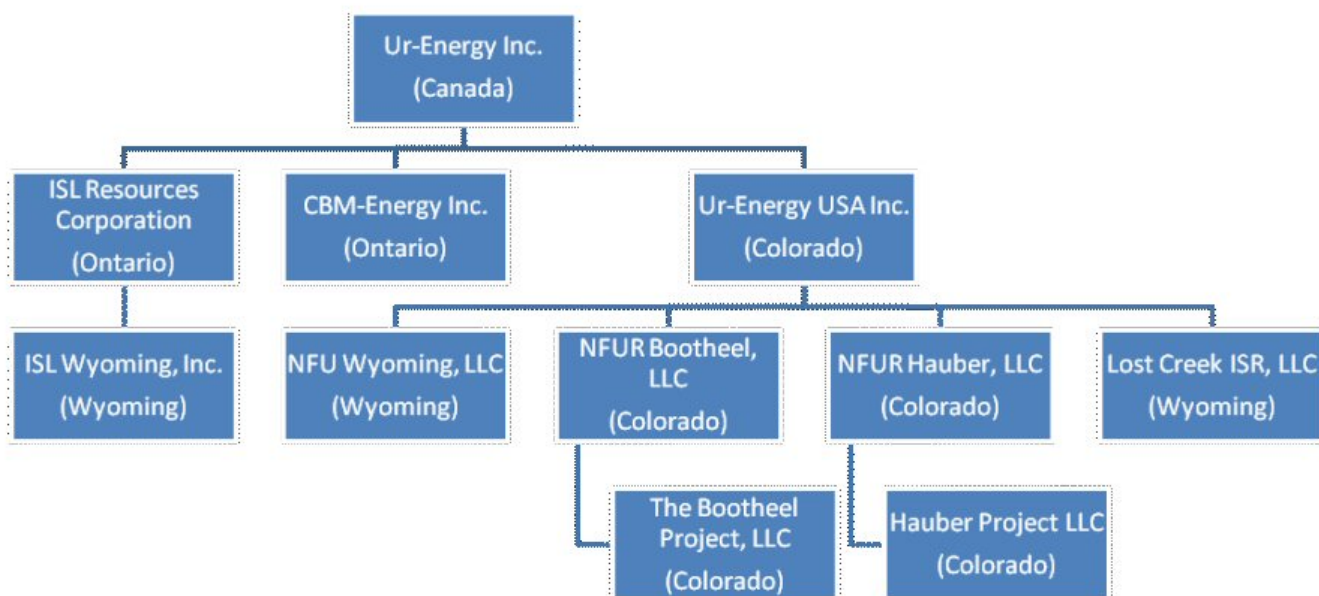 Ur-Energy Inc.
(Canada)
ISL Resources
Corporation
(Ontario)
CBM-Energy Inc.
(Ontario)
Ur-Energy USA Inc.
(Colorado)
ISL Wyoming, Inc.
(Wyoming)
NFU Wyoming, LLC
(Wyoming)
NFUR Bootheel,
LLC
(Colorado)
NFUR Hauber, LLC
(Colorado)
Lost Creek ISR, LLC
(Wyoming)
The Bootheel
Project, LLC
(Colorado)
Hauber Project LLC
(Colorado)